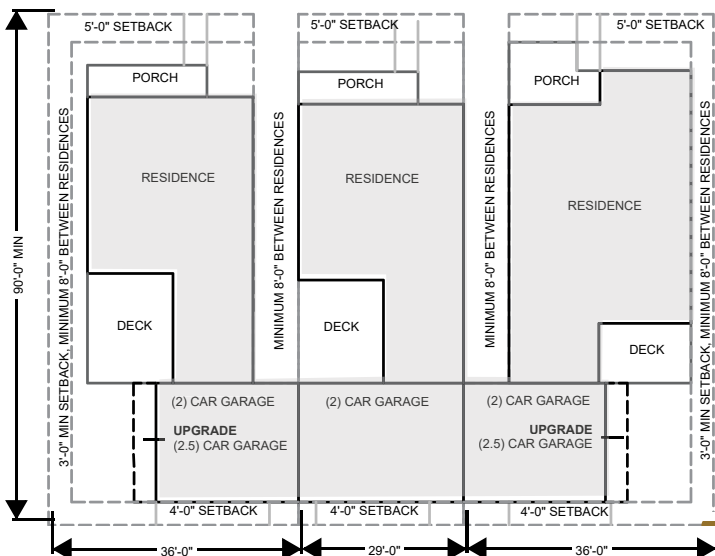 5'-0" SETBACK
5'-0" SETBACK
5'-0" SETBACK
PORCH
PORCH
PORCH
RESIDENCE
RESIDENCE
RESIDENCE
3'-0" MIN SETBACK, MINIMUM 8'-0" BETWEEN RESIDENCES
MINIMUM 8'-0" BETWEEN RESIDENCES
MINIMUM 8'-0" BETWEEN RESIDENCES
3'-0" MIN SETBACK, MINIMUM 8'-0" BETWEEN RESIDENCES
90'-0" MIN
DECK
DECK
DECK
(2) CAR GARAGE
UPGRADE
(2.5) CAR GARAGE
(2) CAR GARAGE
(2) CAR GARAGE
UPGRADE
(2.5) CAR GARAGE
4'-0" SETBACK
4'-0" SETBACK
4'-0" SETBACK
36'-0"
29'-0"
36'-0"